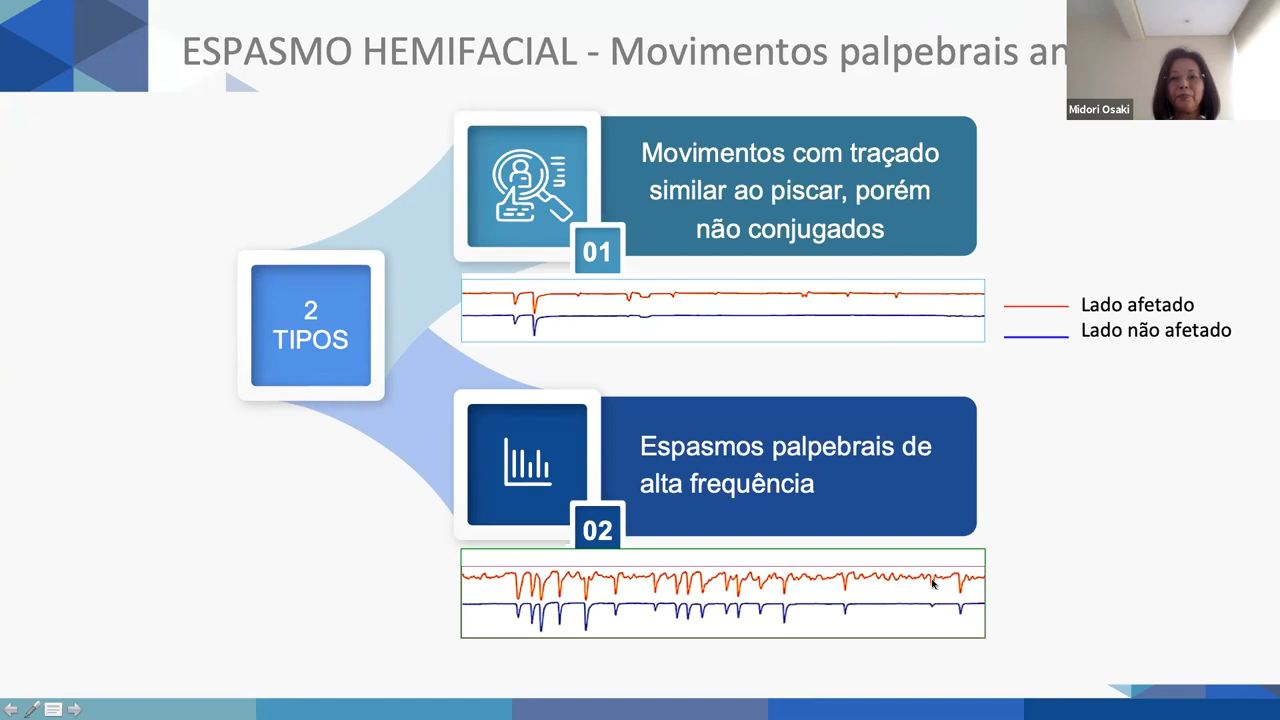 ESPASMO HEMIFACIAL - Movimentos palpebrais
Midori Osaki
Movimentos com traçado
similar ao piscar, porém
não conjugados
01
2
TIPOS
Lado afetado
Lado não afetado
Espasmos palpebrais de
alta frequência
02